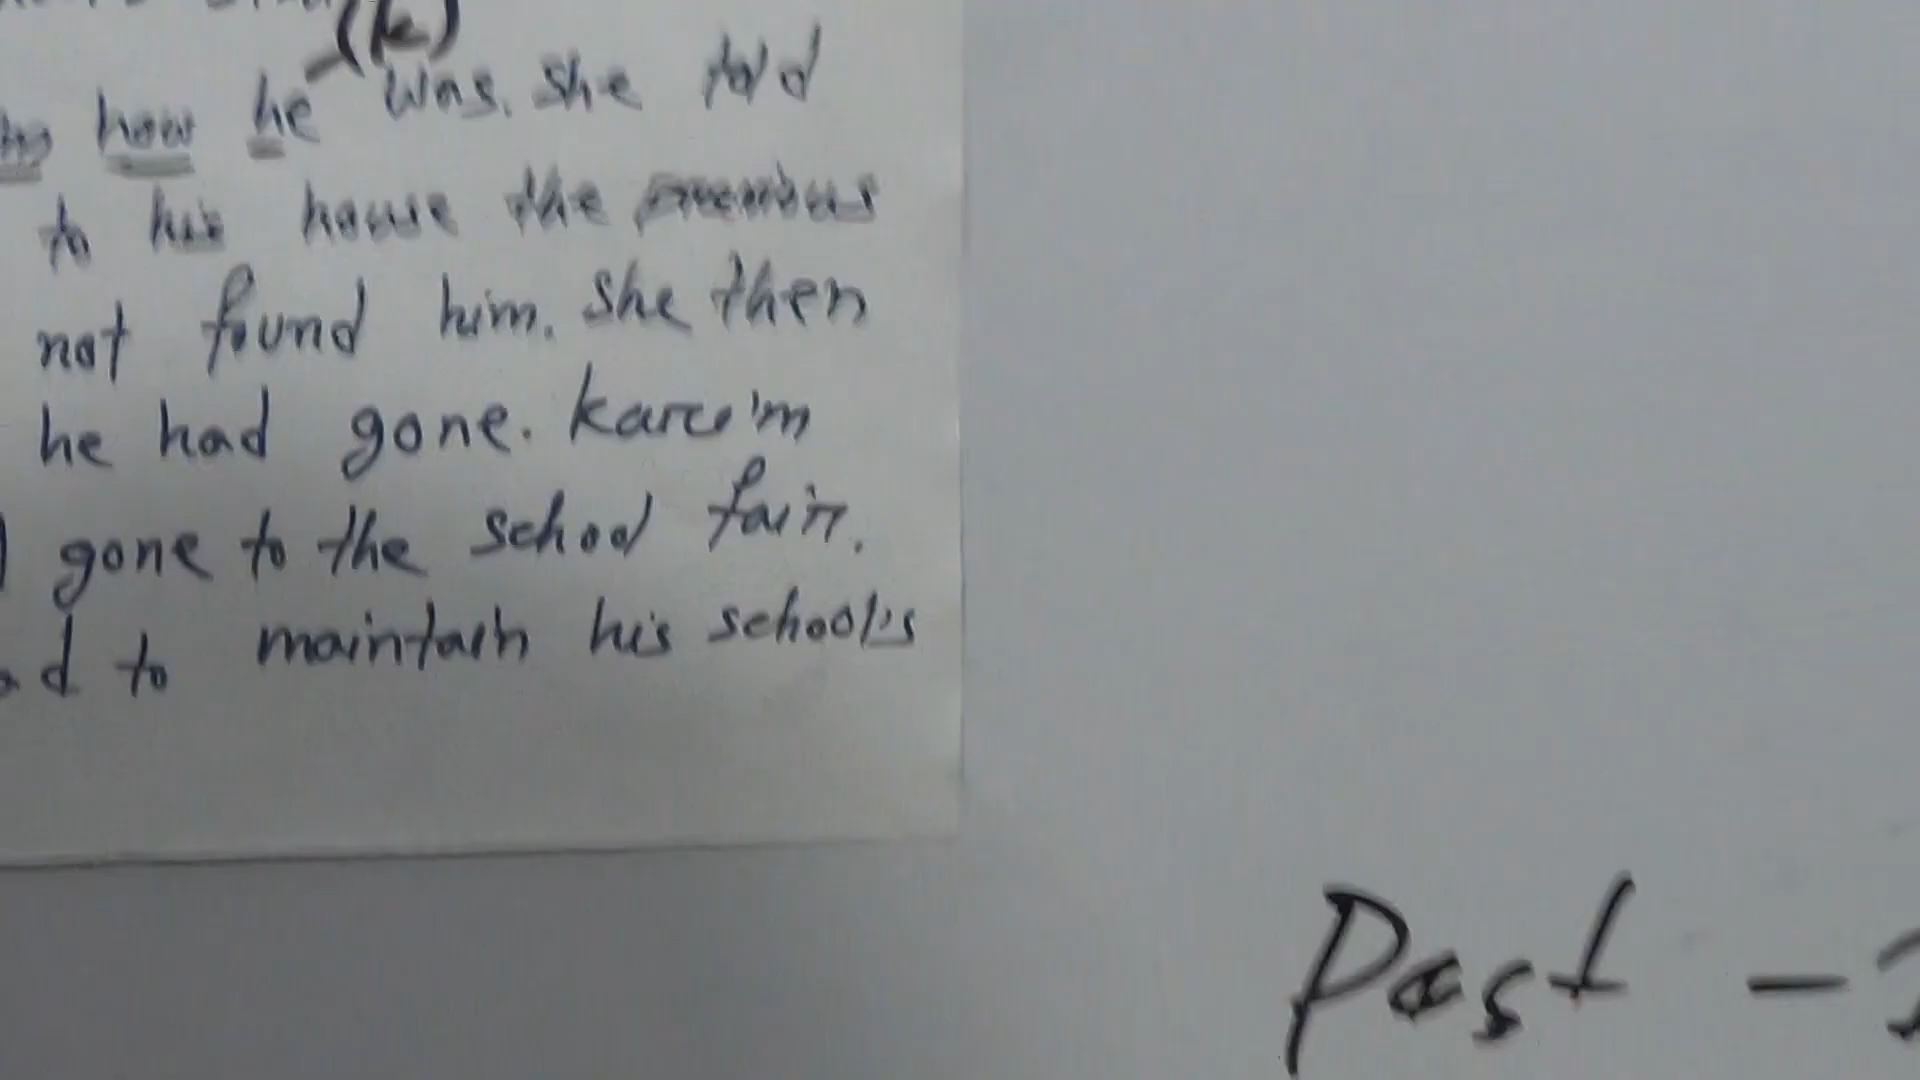 (k)
how he was. She told
to his house the previous
not found him. She then
he had gone. Kareem
gone to the school fair.
to maintain his school's
Past -